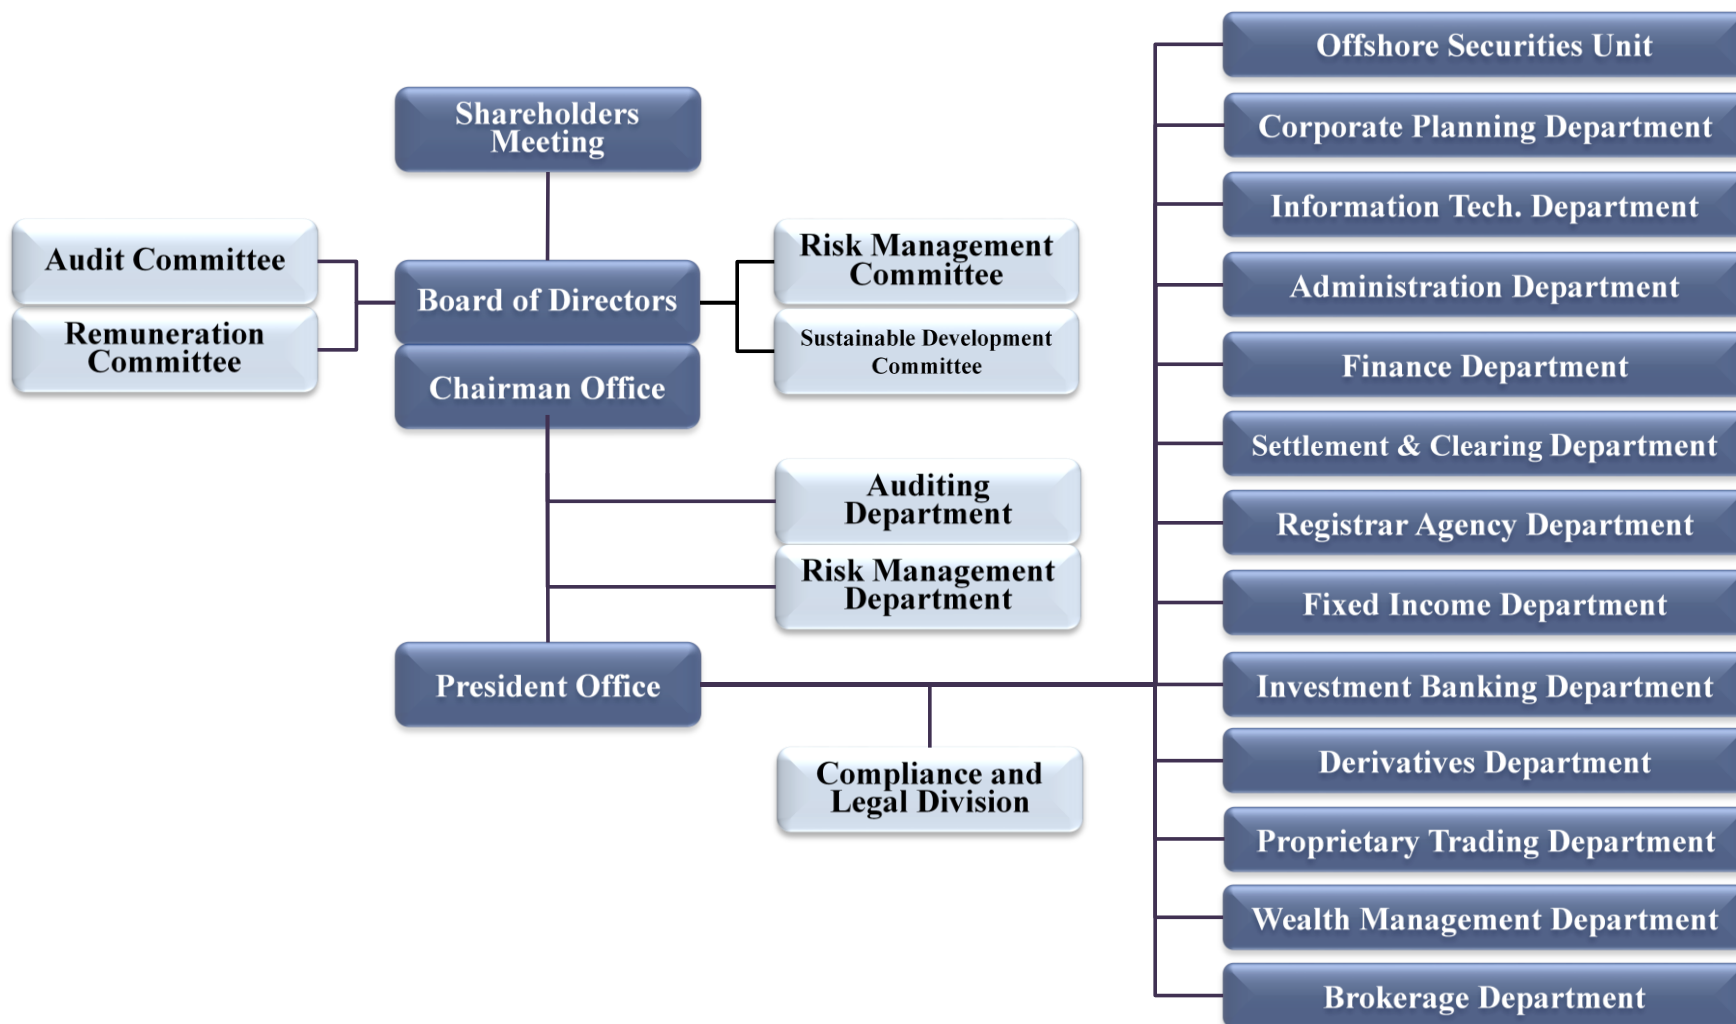 Shareholders
Meeting
Audit Committee
Remuneration
Committee
Board of Directors
Chairman Office
Risk Management
Committee
Sustainable Development
Committee
Auditing
Department
Risk Management
Department
President Office
Compliance and
Legal Division
Offshore Securities Unit
Corporate Planning Department
Information Tech. Department
Administration Department
Finance Department
Settlement & Clearing Department
Registrar Agency Department
Fixed Income Department
Investment Banking Department
Derivatives Department
Proprietary Trading Department
Wealth Management Department
Brokerage Department